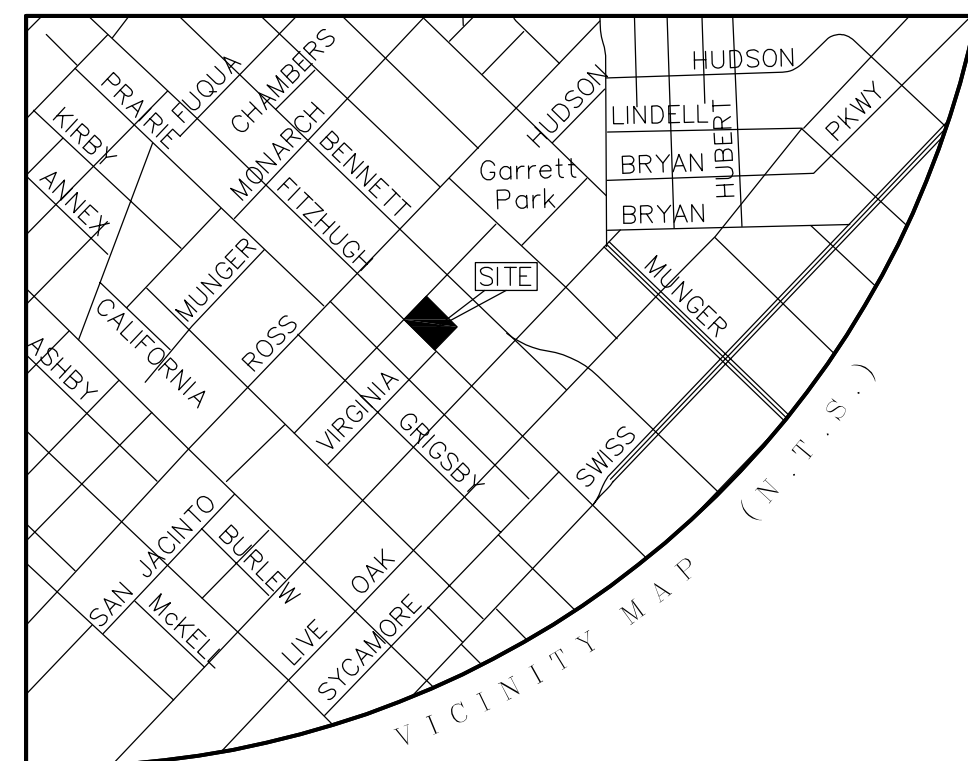 HUDSON
PRAIRIE
FUQUA
CHAMBERS
HUDSON
LINDELL
HUBERT
PKWY
KIRBY
MONARCH
BENNETT
Garrett
Park
BRYAN
BRYAN
ANNEX
FITZHUGH
MUNGER
SITE
MUNGER
CALIFORNIA
ROSS
ASHBY
VIRGINIA
GRIGSBY
SWISS
SAN JACINTO
BURLEW
LIVE OAK
McKELL
SYCAMORE
VICINITY MAP (N.T.S.)